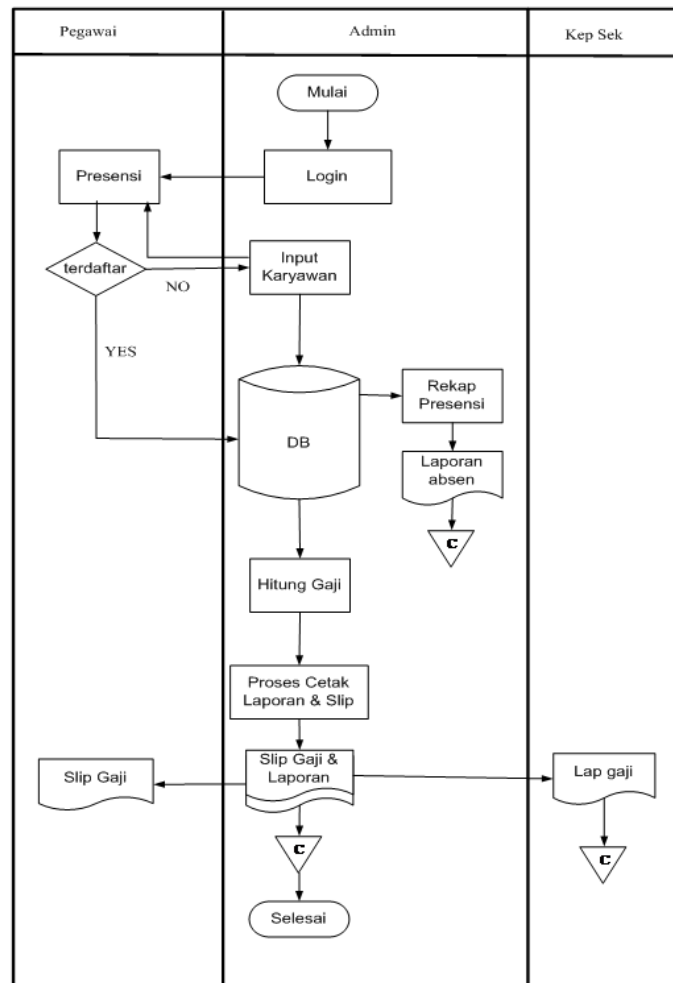 Pegawai
Admin
Kep Sek
Mulai
Presensi
Login
terdaftar
NO
Input
Karyawan
YES
DB
Rekap
Presensi
Laporan
absen
C
Hitung Gaji
Proses Cetak
Laporan & Slip
Slip Gaji
Slip Gaji &
Laporan
Lap gaji
C
C
Selesai